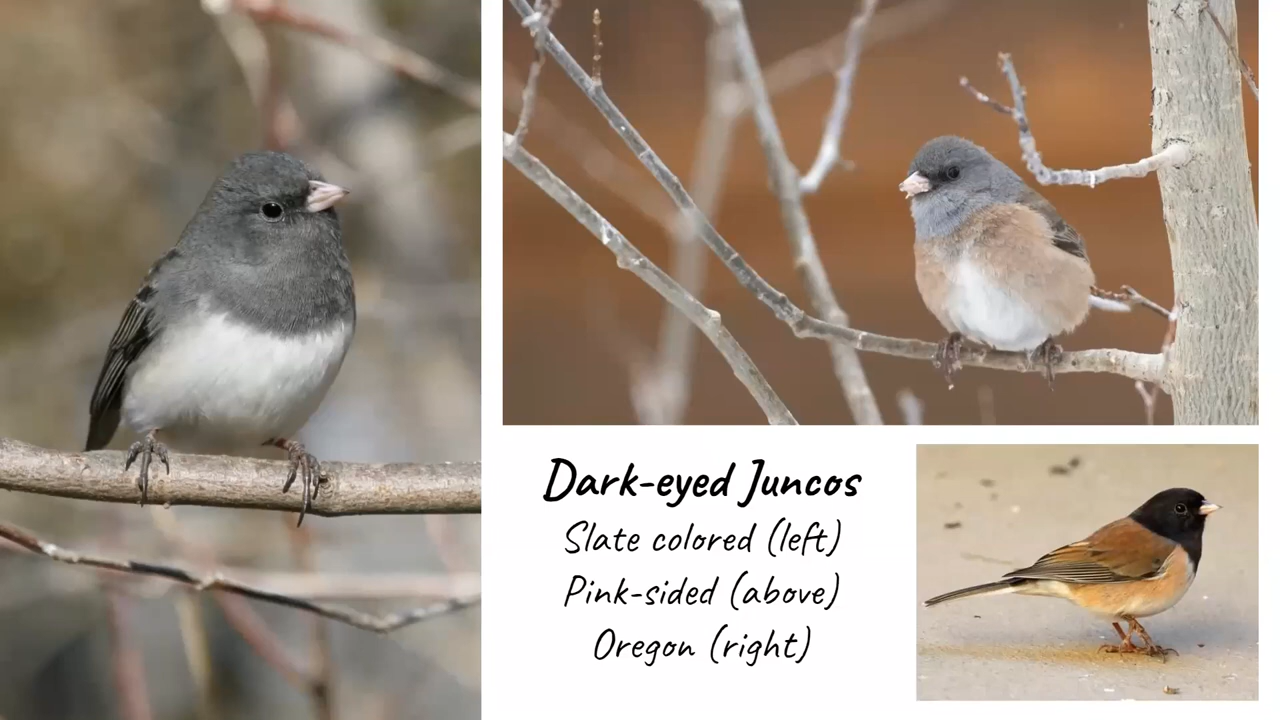 Dark-eyed Juncos
Slate colored (left)
Pink-sided (above)
Oregon (right)